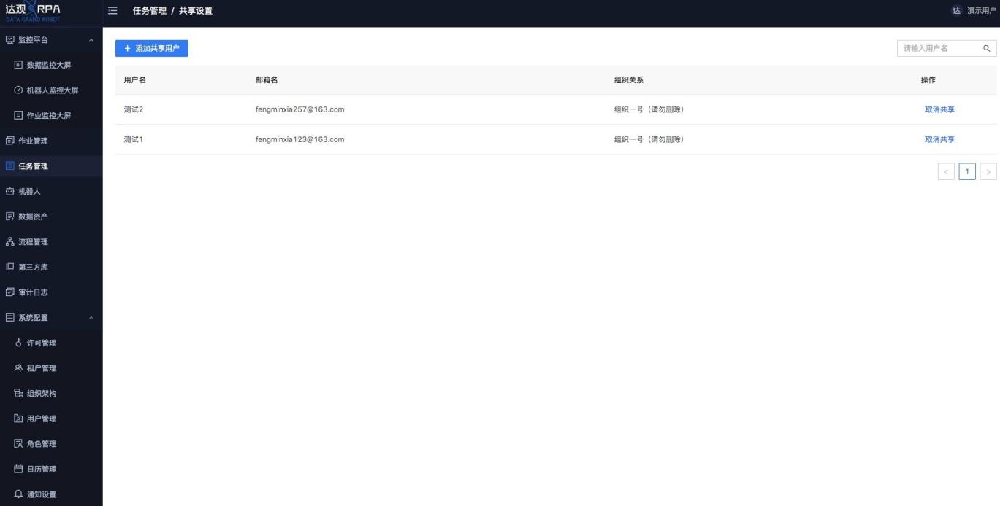 达观 RPA
DATA GRAND ROBOT
任务管理 / 共享设置
达 演示用户
监控平台
数据监控大屏
机器人监控大屏
作业监控大屏
作业管理
任务管理
机器人
数据资产
流程管理
第三方库
审计日志
系统配置
许可管理
租户管理
组织架构
用户管理
角色管理
日历管理
通知设置
+ 添加共享用户
请输入用户名
用户名 邮箱名 组织关系 操作
测试2 fengminxia257@163.com 组织一号（请勿删除） 取消共享
测试1 fengminxia123@163.com 组织一号（请勿删除） 取消共享
< 1 >